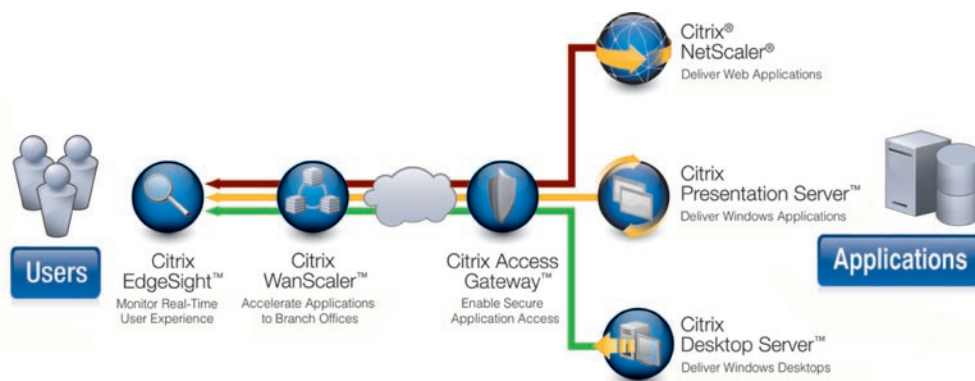 Citrix®
NetScaler®
Deliver Web Applications
Users
Citrix
EdgeSight™
Monitor Real-Time
User Experience
Citrix
WanScaler™
Accelerate Applications
to Branch Offices
Citrix Access
Gateway™
Enable Secure
Application Access
Citrix
Presentation Server™
Deliver Windows Applications
Applications
Citrix
Desktop Server™
Deliver Windows Desktops